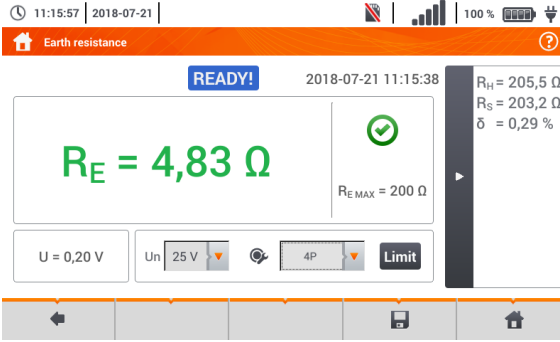 11:15:57 2018-07-21 100 %
Earth resistance ?
READY! 2018-07-21 11:15:38
RE = 4,83 Ω
RE MAX = 200 Ω
RH = 205,5 Ω
RS = 203,2 Ω
δ = 0,29 %
U = 0,20 V
Un 25 V 4P Limit